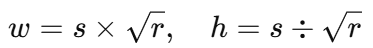 w = s × √r, h = s ÷ √r